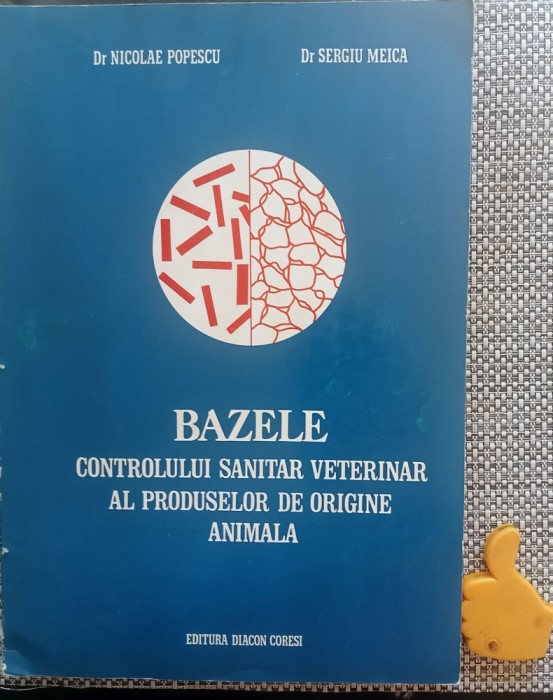 Dr NICOLAE POPESCU Dr SERGIU MEICA
BAZELE
CONTROLULUI SANITAR VETERINAR
AL PRODUSELOR DE ORIGINE
ANIMALA
EDITURA DIACON CORESI